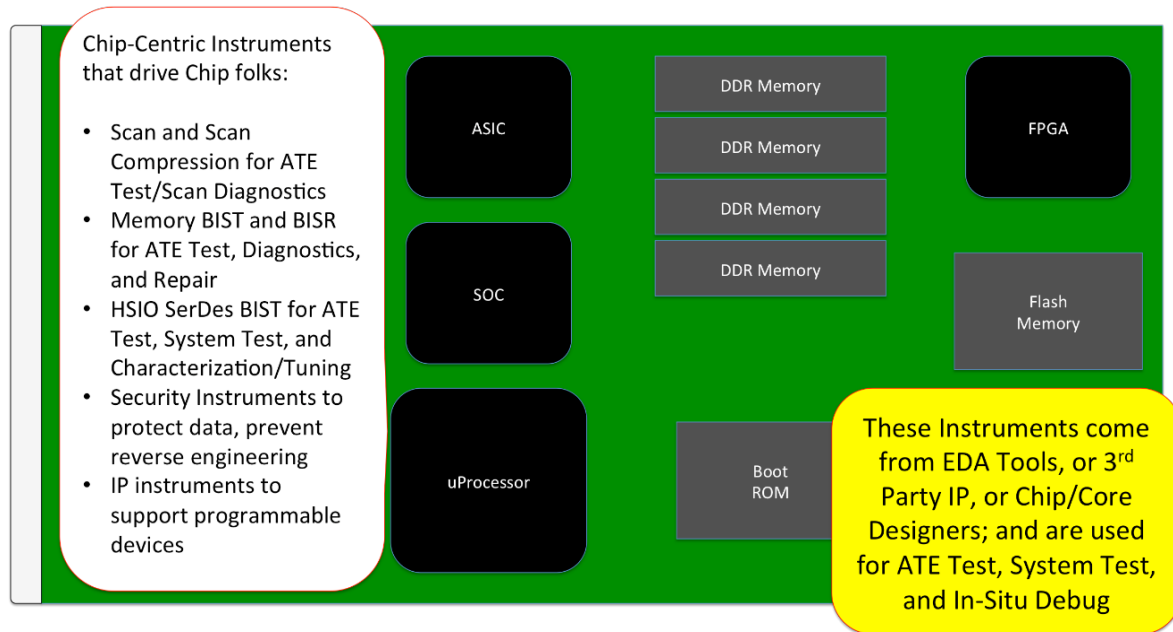 Chip-Centric Instruments
that drive Chip folks:
• Scan and Scan
Compression for ATE
Test/Scan Diagnostics
• Memory BIST and BISR
for ATE Test, Diagnostics,
and Repair
• HSIO SerDes BIST for ATE
Test, System Test, and
Characterization/Tuning
• Security Instruments to
protect data, prevent
reverse engineering
• IP instruments to
support programmable
devices
ASIC
SOC
uProcessor
DDR Memory
DDR Memory
DDR Memory
DDR Memory
Boot
ROM
FPGA
Flash
Memory
These Instruments come
from EDA Tools, or 3rd
Party IP, or Chip/Core
Designers; and are used
for ATE Test, System Test,
and In-Situ Debug